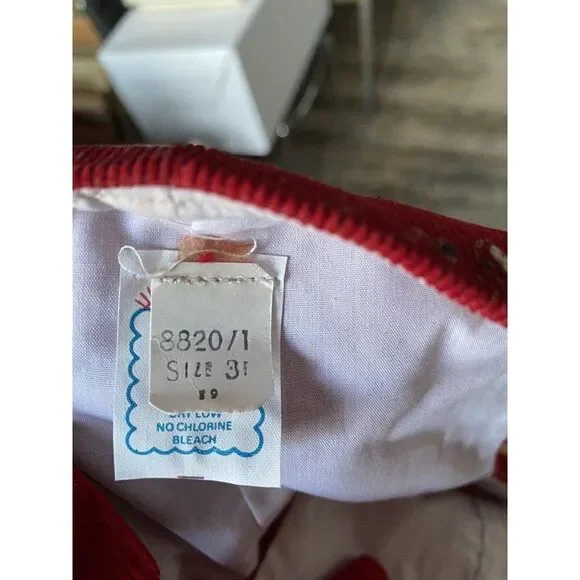 8820/1
SIZE 3T
DRY LOW
NO CHLORINE
BLEACH